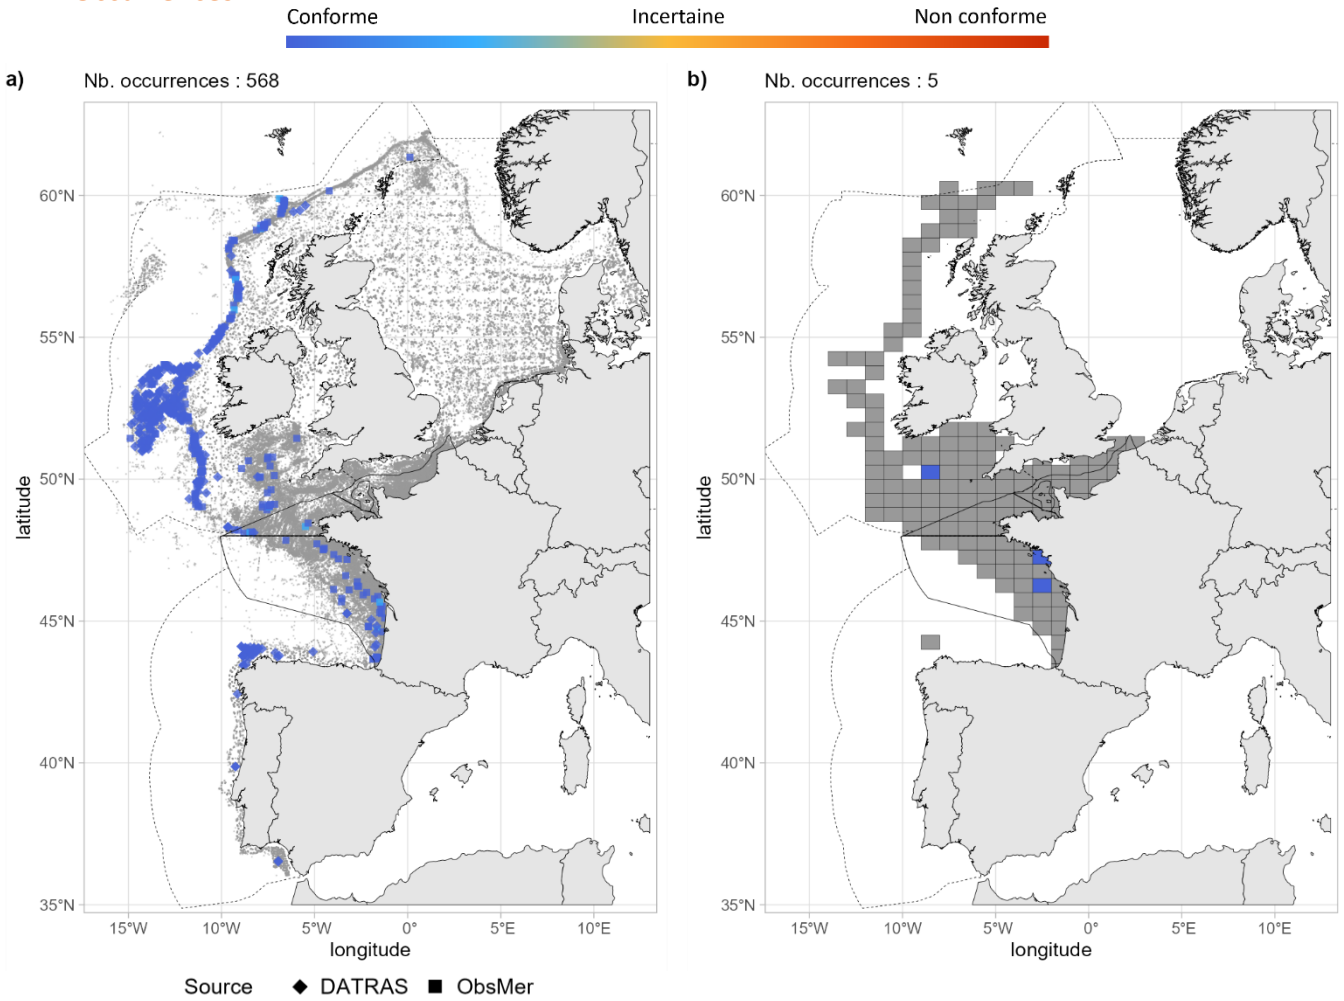 Conforme Incertaine Non conforme
a) Nb. occurrences : 568
b) Nb. occurrences : 5
60°N
55°N
50°N
45°N
40°N
35°N
latitude
15°W 10°W 5°W 0° 5°E 10°E
longitude
60°N
55°N
50°N
45°N
40°N
35°N
latitude
15°W 10°W 5°W 0° 5°E 10°E
longitude
Source DATRAS ObsMer